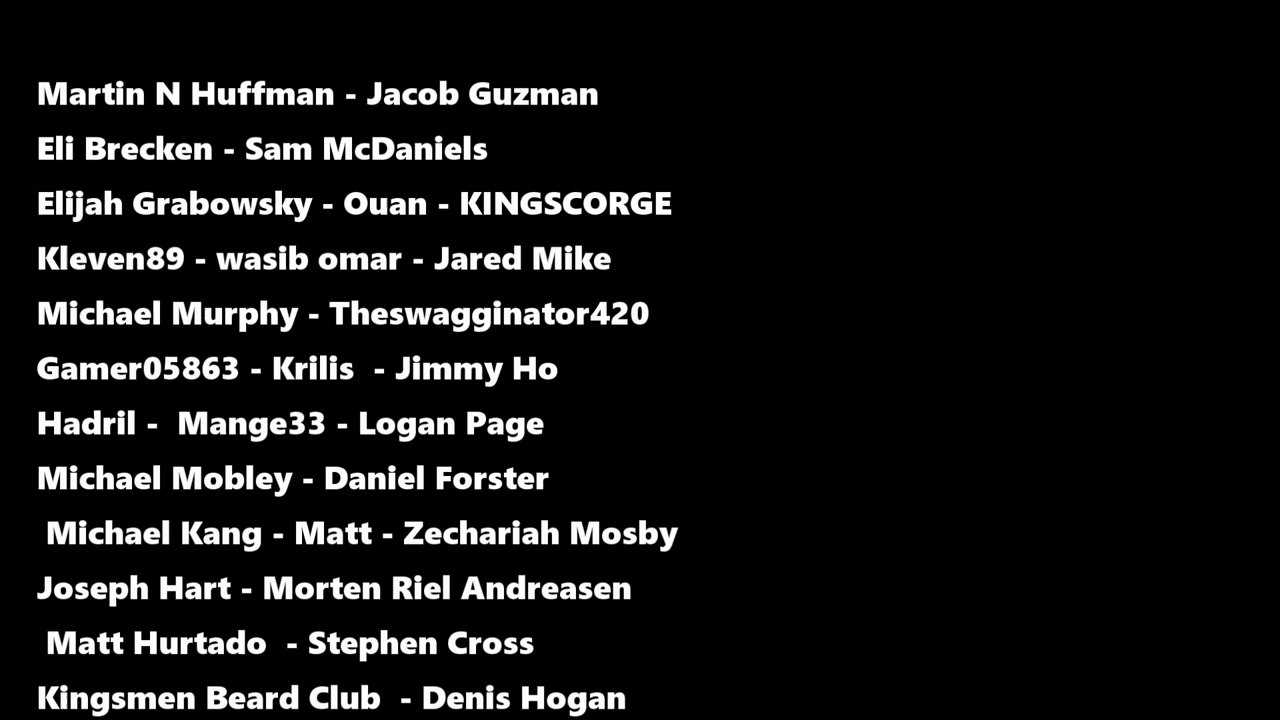 Martin N Huffman - Jacob Guzman
Eli Brecken - Sam McDaniels
Elijah Grabowsky - Ouan - KINGSCORGE
Kleven89 - wasib omar - Jared Mike
Michael Murphy - Theswagginator420
Gamer05863 - Krilis  - Jimmy Ho
Hadril -  Mange33 - Logan Page
Michael Mobley - Daniel Forster
Michael Kang - Matt - Zechariah Mosby
Joseph Hart - Morten Riel Andreasen
Matt Hurtado  - Stephen Cross
Kingsmen Beard Club  - Denis Hogan